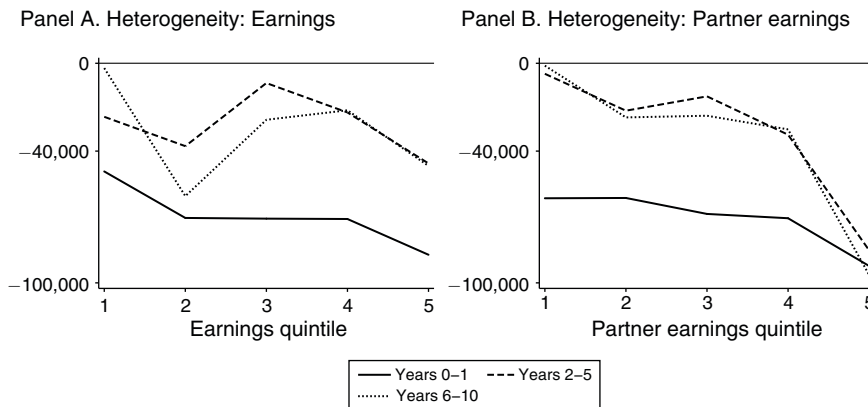 Panel A. Heterogeneity: Earnings
0
−40,000
−100,000
1 2 3 4 5
Earnings quintile
Panel B. Heterogeneity: Partner earnings
0
−40,000
−100,000
1 2 3 4 5
Partner earnings quintile
Years 0–1
Years 2–5
Years 6–10